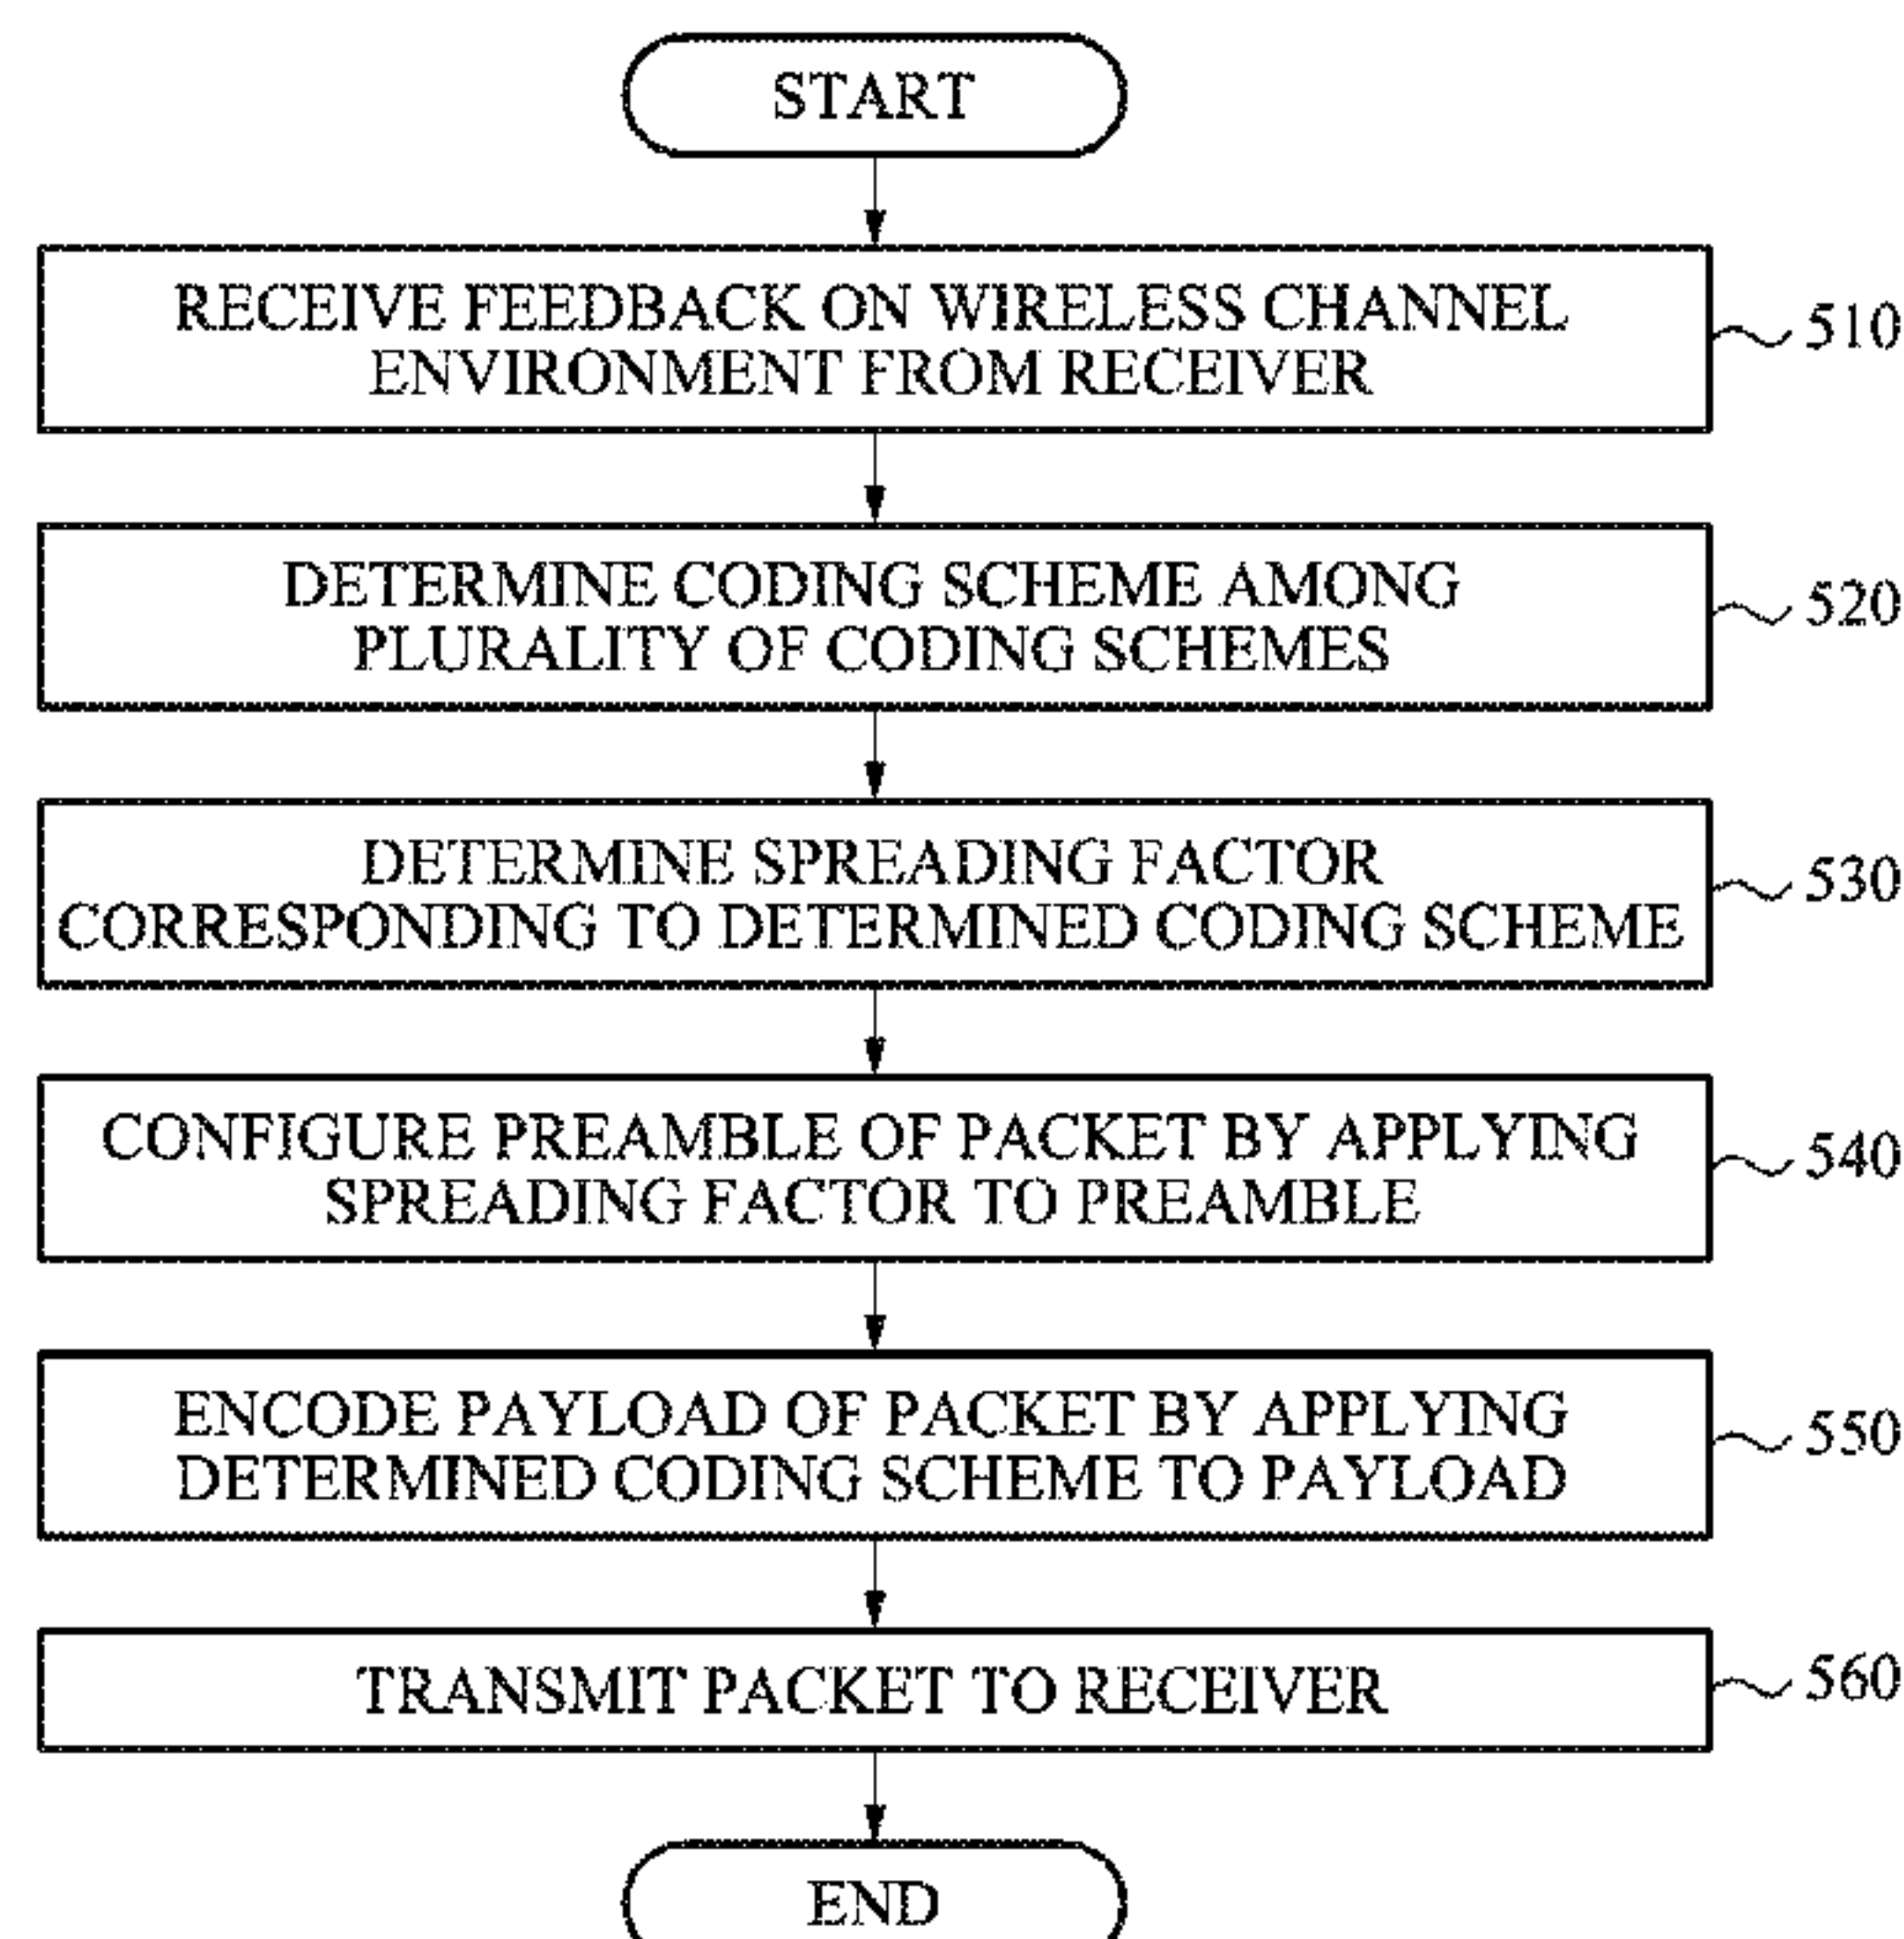 START
RECEIVE FEEDBACK ON WIRELESS CHANNEL
ENVIRONMENT FROM RECEIVER
510
DETERMINE CODING SCHEME AMONG
PLURALITY OF CODING SCHEMES
520
DETERMINE SPREADING FACTOR
CORRESPONDING TO DETERMINED CODING SCHEME
530
CONFIGURE PREAMBLE OF PACKET BY APPLYING
SPREADING FACTOR TO PREAMBLE
540
ENCODE PAYLOAD OF PACKET BY APPLYING
DETERMINED CODING SCHEME TO PAYLOAD
550
TRANSMIT PACKET TO RECEIVER
560
END